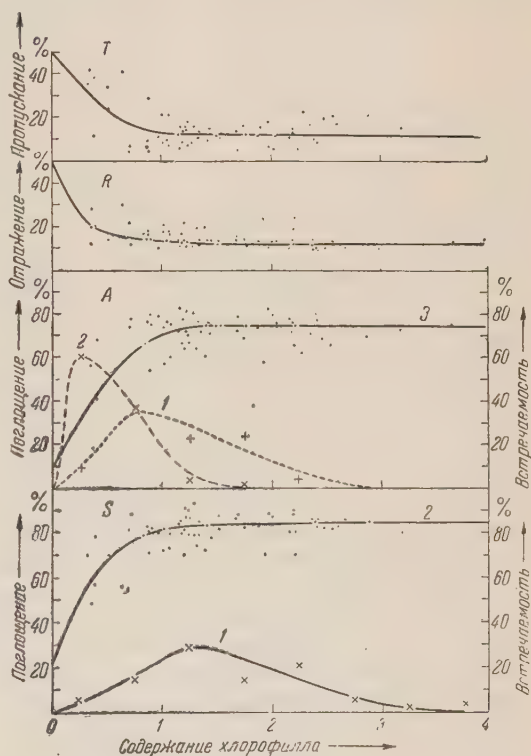 %
T
40
20
Пропускание
%
R
40
20
Отражение
%
A
3
80
60
40
20
2
1
Поглощение
%
80
60
40
20
Встречаемость
%
S
2
80
60
40
20
1
Поглощение
%
80
60
40
20
Встречаемость
0 1 2 3 4
Содержание хлорофилла